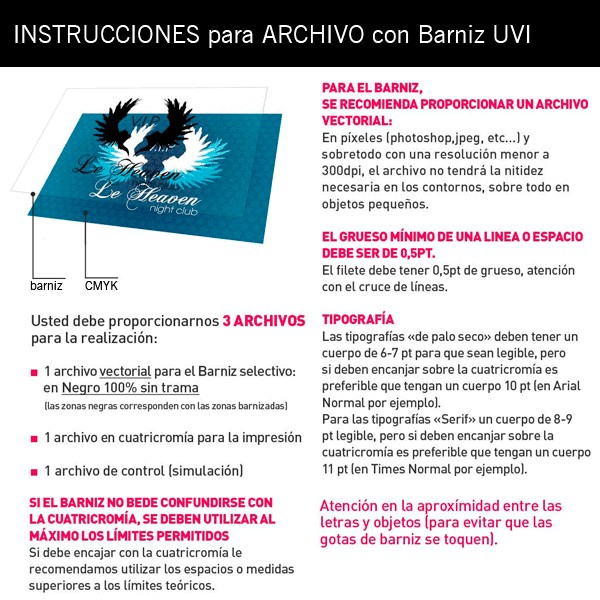 INSTRUCCIONES para ARCHIVO con Barniz UVI
VIP
Le Heaven
Le Heaven
night club
barniz
CMYK
Usted debe proporcionarnos 3 ARCHIVOS
para la realización:
1 archivo vectorial para el Barniz selectivo:
en Negro 100% sin trama
(las zonas negras corresponden con las zonas barnizadas)
1 archivo en cuatricromía para la impresión
1 archivo de control (simulación)
SI EL BARNIZ NO BEDE CONFUNDIRSE CON
LA CUATRICROMÍA, SE DEBEN UTILIZAR AL
MÁXIMO LOS LÍMITES PERMITIDOS
Si debe encajar con la cuatricromía le
recomendamos utilizar los espacios o medidas
superiores a los límites teóricos.
PARA EL BARNIZ,
SE RECOMIENDA PROPORCIONAR UN ARCHIVO
VECTORIAL:
En píxeles (photoshop,jpeg, etc...) y
sobretodo con una resolución menor a
300dpi, el archivo no tendrá la nitidez
necesaria en los contornos, sobre todo en
objetos pequeños.
EL GRUESO MÍNIMO DE UNA LINEA O ESPACIO
DEBE SER DE 0,5PT.
El filete debe tener 0,5pt de grueso, atención
con el cruce de líneas.
TIPOGRAFÍA
Las tipografías «de palo seco» deben tener un
cuerpo de 6-7 pt para que sean legible, pero
si deben encanjar sobre la cuatricromía es
preferible que tengan un cuerpo 10 pt (en Arial
Normal por ejemplo).
Para las tipografías «Serif» un cuerpo de 8-9
pt legible, pero si deben encanjar sobre la
cuatricromía es preferible que tengan un cuerpo
11 pt (en Times Normal por ejemplo).
Atención en la aproxímidad entre las
letras y objetos (para evitar que las
gotas de barniz se toquen).